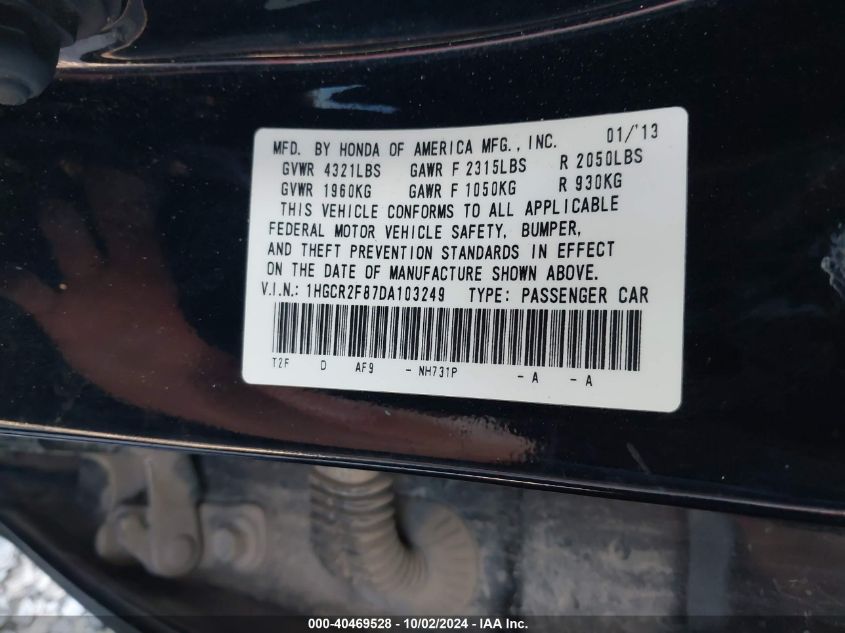 MFD. BY HONDA OF AMERICA MFG., INC. 01/'13
GVWR 4321LBS GAWR F 2315LBS R 2050LBS
GVWR 1960KG GAWR F 1050KG R 930KG
THIS VEHICLE CONFORMS TO ALL APPLICABLE
FEDERAL MOTOR VEHICLE SAFETY, BUMPER,
AND THEFT PREVENTION STANDARDS IN EFFECT
ON THE DATE OF MANUFACTURE SHOWN ABOVE.
V.I.N.: 1HGCR2F87DA103249 TYPE: PASSENGER CAR
T2F D AF9 - NH731P - A - A
000-40469528 - 10/02/2024 - IAA Inc.